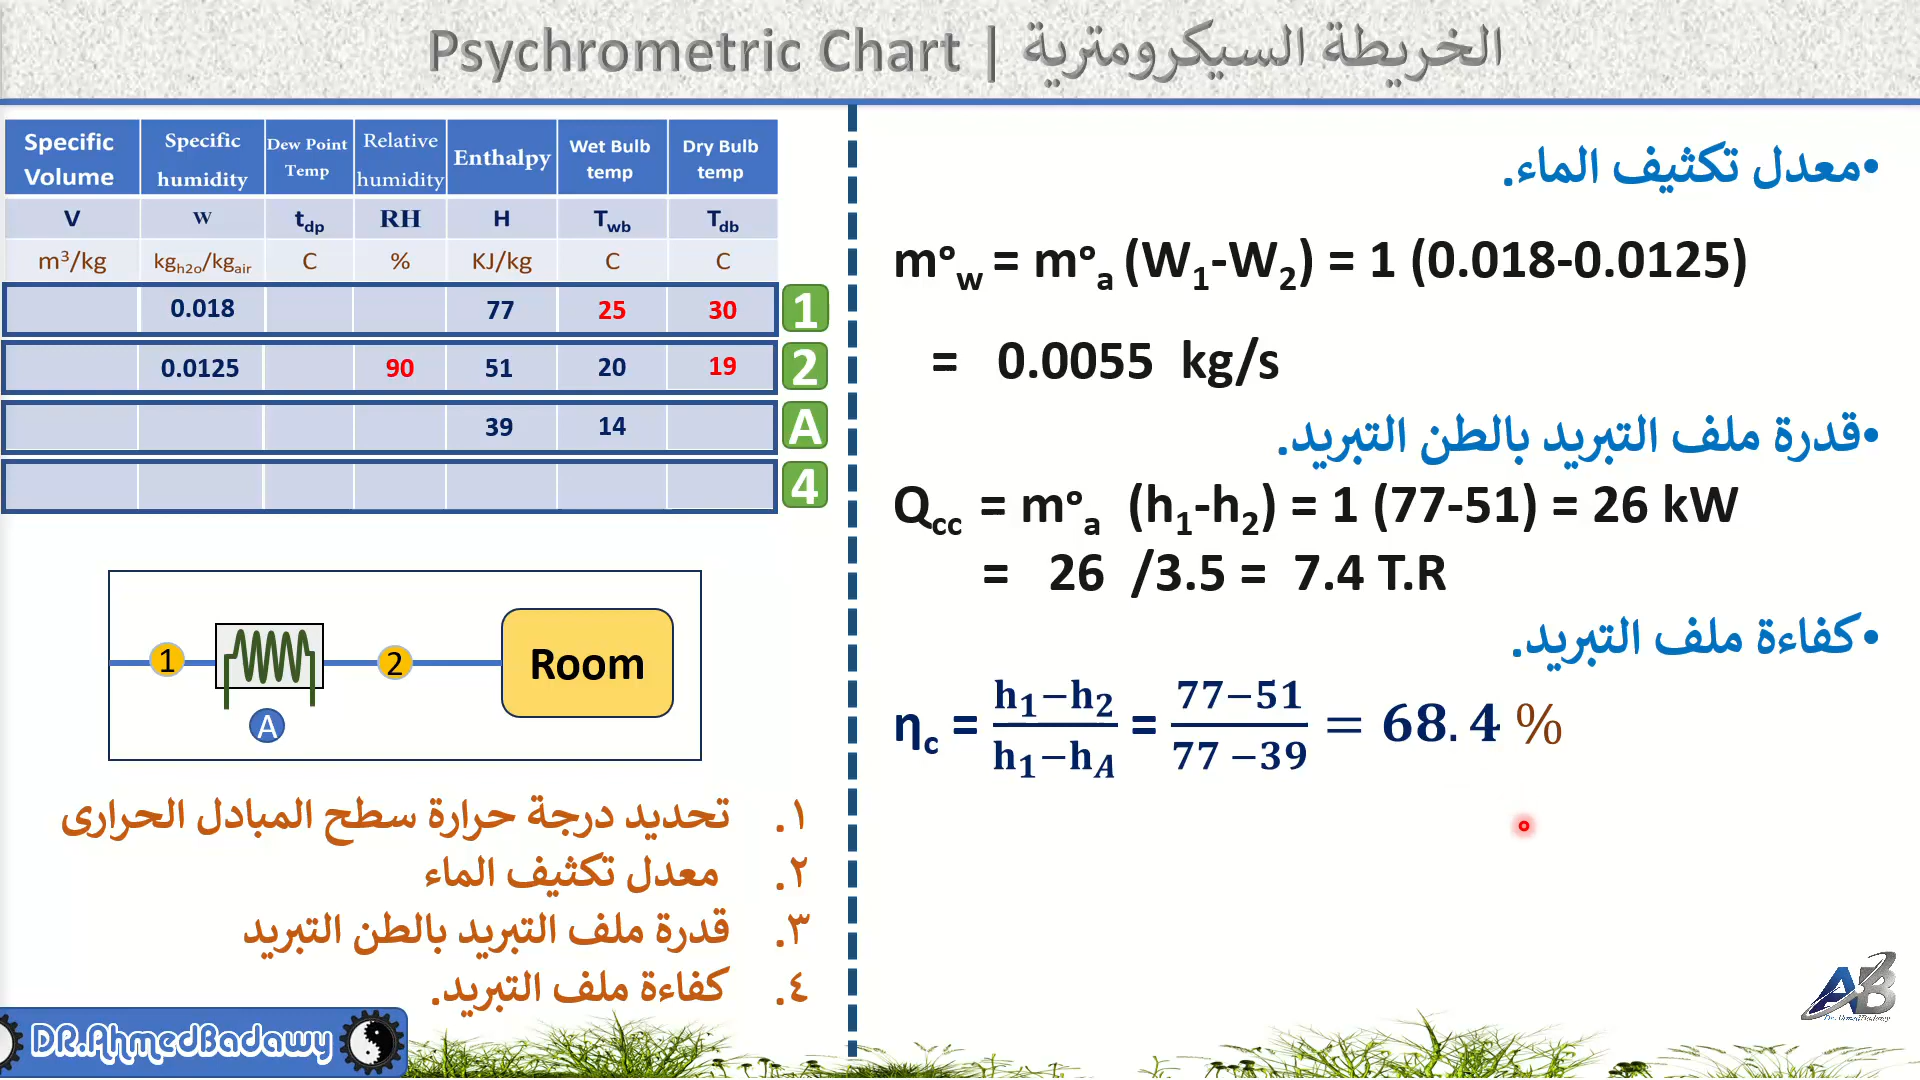 Psychrometric Chart | الخريطة السيكرومترية
Specific Volume | Specific humidity | Dew Point Temp | Relative humidity | Enthalpy | Wet Bulb temp | Dry Bulb temp
V | w | tdp | RH | H | Twb | Tdb
m³/kg | kgh2o/kgair | C | % | KJ/kg | C | C
0.018 | 77 | 25 | 30 | 1
0.0125 | 90 | 51 | 20 | 19 | 2
39 | 14 | A
4
1
2
A
Room
١. تحديد درجة حرارة سطح المبادل الحرارى
٢. معدل تكثيف الماء
٣. قدرة ملف التبريد بالطن التبريد
٤. كفاءة ملف التبريد.
DR.AhmedBadawy
•معدل تكثيف الماء.
m°w = m°a (W1-W2) = 1 (0.018-0.0125)
= 0.0055 kg/s
•قدرة ملف التبريد بالطن التبريد.
Qcc = m°a (h1-h2) = 1 (77-51) = 26 kW
= 26 /3.5 = 7.4 T.R
•كفاءة ملف التبريد.
ηc = (h1−h2)/(h1−hA) = (77−51)/(77 −39) = 68.4 %
AB
Dr.AhmedBadawy